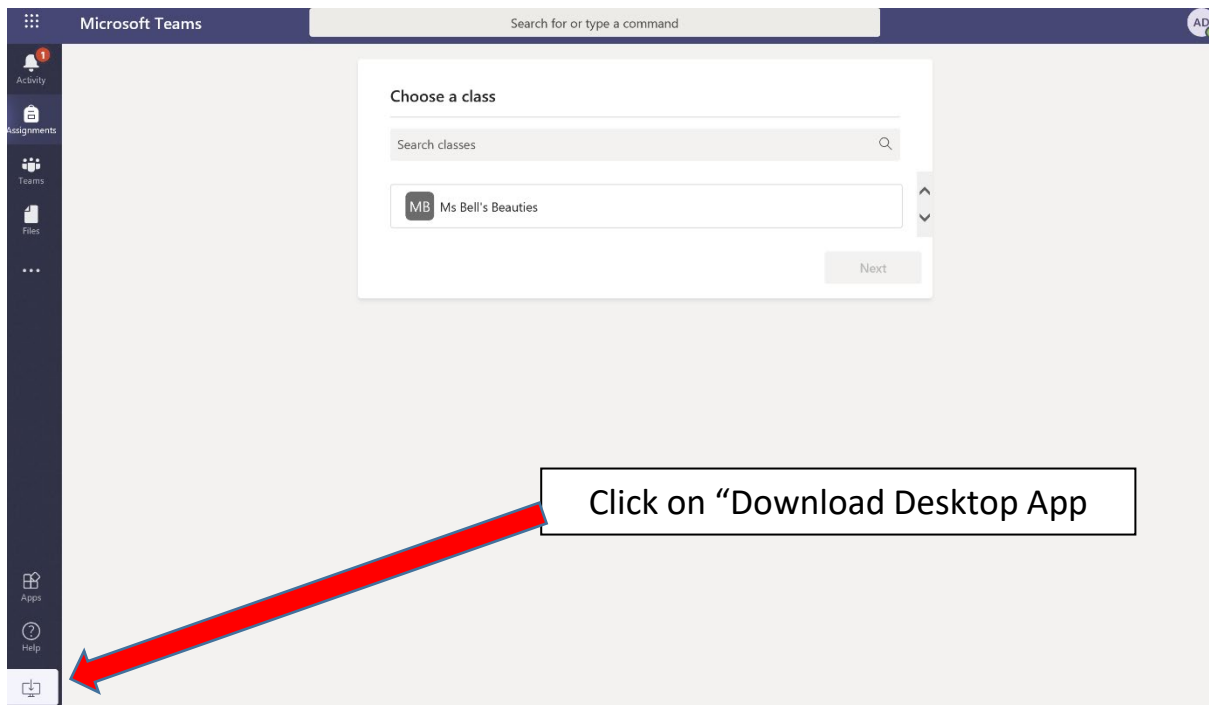 Microsoft Teams
Search for or type a command
AD
1
Activity
Assignments
Teams
Files
Choose a class
Search classes
MB Ms Bell's Beauties
Next
Click on “Download Desktop App
Apps
Help